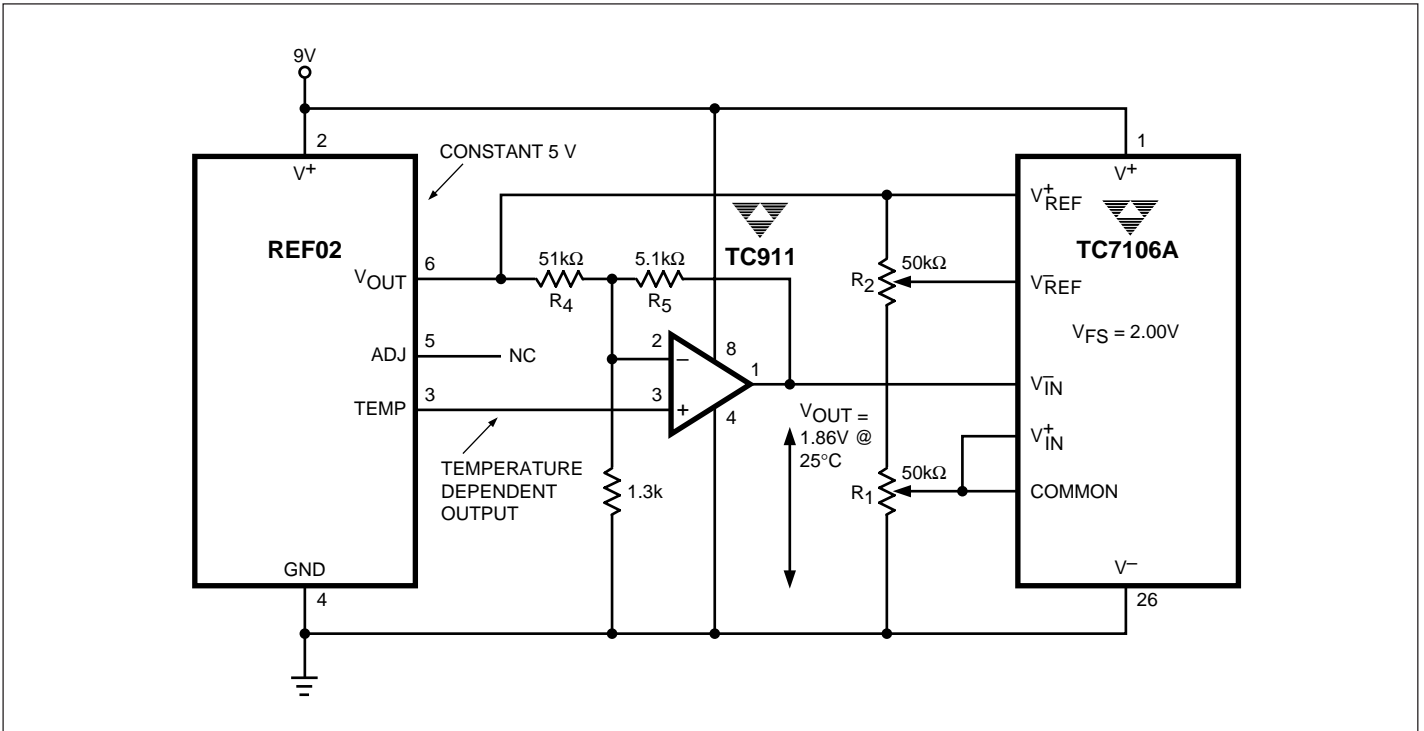 9V
2
V+
CONSTANT 5 V
REF02
VOUT
6
51kΩ
R4
5.1kΩ
R5
TC911
ADJ
5
NC
TEMP
3
TEMPERATURE
DEPENDENT
OUTPUT
2
–
3
+
8
1
4
1.3k
VOUT =
1.86V @
25°C
GND
4
50kΩ
R2
50kΩ
R1
1
V+
V+REF
TC7106A
V–REF
VFS = 2.00V
V–IN
V+IN
COMMON
V–
26